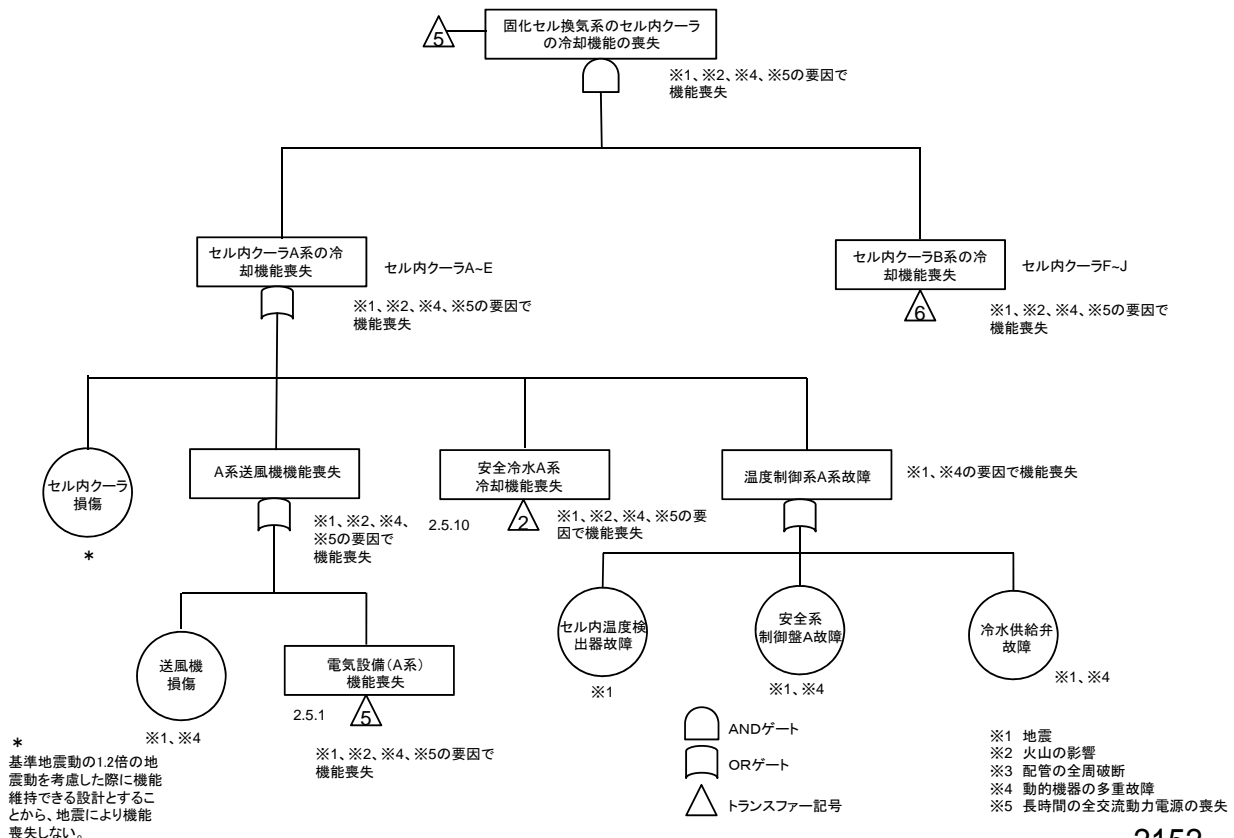 固化セル換気系のセル内クーラ
の冷却機能の喪失
5
※1、※2、※4、※5の要因で
機能喪失
セル内クーラA系の冷
却機能喪失
セル内クーラA~E
※1、※2、※4、※5の要因で
機能喪失
セル内クーラB系の冷
却機能喪失
セル内クーラF~J
6
※1、※2、※4、※5の要因で
機能喪失
セル内クーラ
損傷
*
A系送風機機能喪失
※1、※2、※4、
※5の要因で
機能喪失
安全冷水A系
冷却機能喪失
2.5.10
2
※1、※2、※4、※5の要
因で機能喪失
温度制御系A系故障
※1、※4の要因で機能喪失
送風機
損傷
※1、※4
電気設備(A系)
機能喪失
2.5.1
5
※1、※2、※4、※5の要因で
機能喪失
セル内温度検
出器故障
※1
安全系
制御盤A故障
※1、※4
冷水供給弁
故障
※1、※4
*
基準地震動の1.2倍の地
震動を考慮した際に機能
維持できる設計とするこ
とから、地震により機能
喪失しない。
ANDゲート
ORゲート
トランスファー記号
※1 地震
※2 火山の影響
※3 配管の全周破断
※4 動的機器の多重故障
※5 長時間の全交流動力電源の喪失
2152